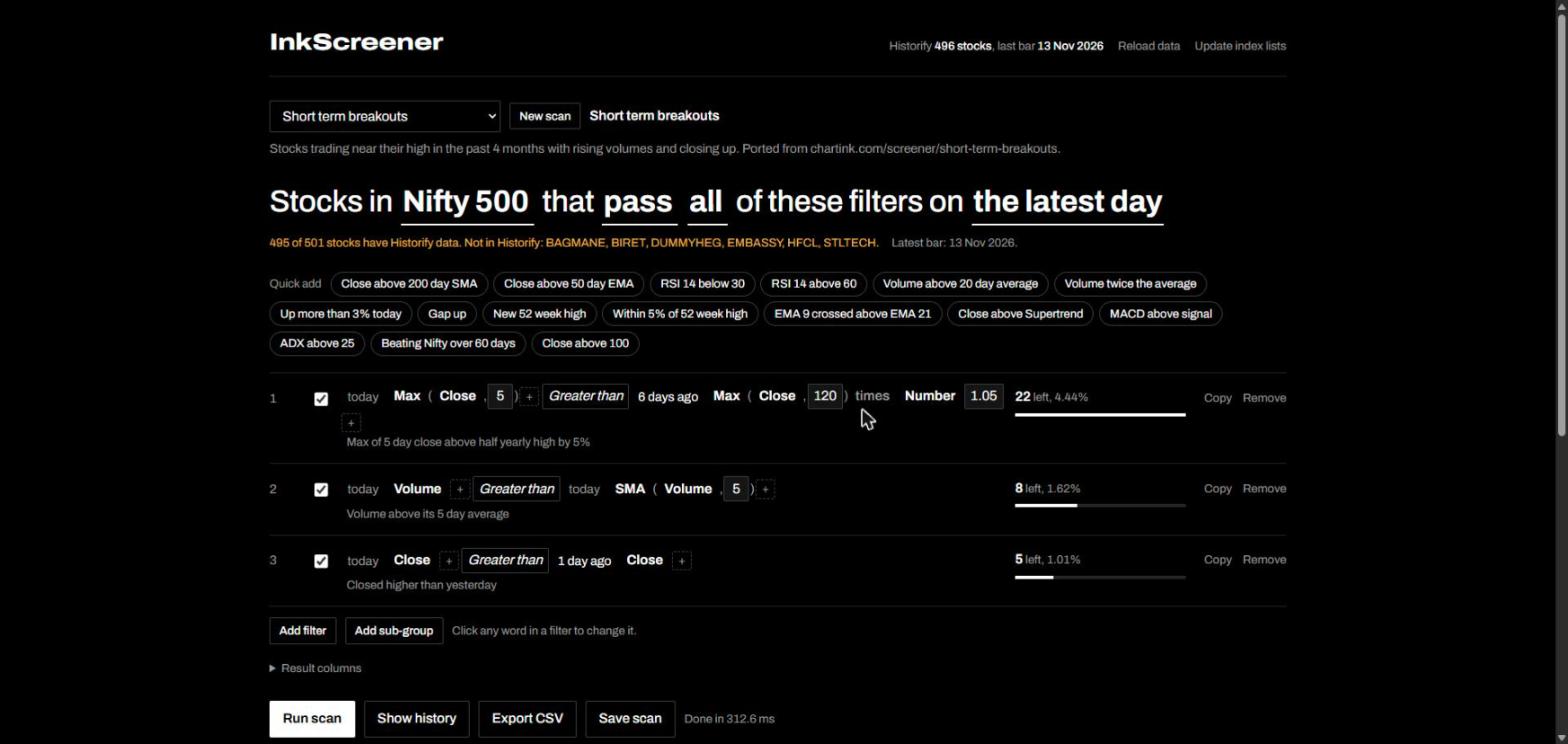 InkScreener
Historify 496 stocks, last bar 13 Nov 2026 Reload data Update index lists
Short term breakouts New scan Short term breakouts
Stocks trading near their high in the past 4 months with rising volumes and closing up. Ported from chartink.com/screener/short-term-breakouts.
Stocks in Nifty 500 that pass all of these filters on the latest day
495 of 501 stocks have Historify data. Not in Historify: BAGMANE, BIRET, DUMMYHEG, EMBASSY, HFCL, STLTECH. Latest bar: 13 Nov 2026.
Quick add Close above 200 day SMA Close above 50 day EMA RSI 14 below 30 RSI 14 above 60 Volume above 20 day average Volume twice the average
Up more than 3% today Gap up New 52 week high Within 5% of 52 week high EMA 9 crossed above EMA 21 Close above Supertrend MACD above signal
ADX above 25 Beating Nifty over 60 days Close above 100
1 today Max ( Close , 5 ) + Greater than 6 days ago Max ( Close , 120 ) times Number 1.05 22 left, 4.44% Copy Remove
+
Max of 5 day close above half yearly high by 5%
2 today Volume + Greater than today SMA ( Volume , 5 ) + 8 left, 1.62% Copy Remove
Volume above its 5 day average
3 today Close + Greater than 1 day ago Close + 5 left, 1.01% Copy Remove
Closed higher than yesterday
Add filter Add sub-group Click any word in a filter to change it.
Result columns
Run scan Show history Export CSV Save scan Done in 312.6 ms